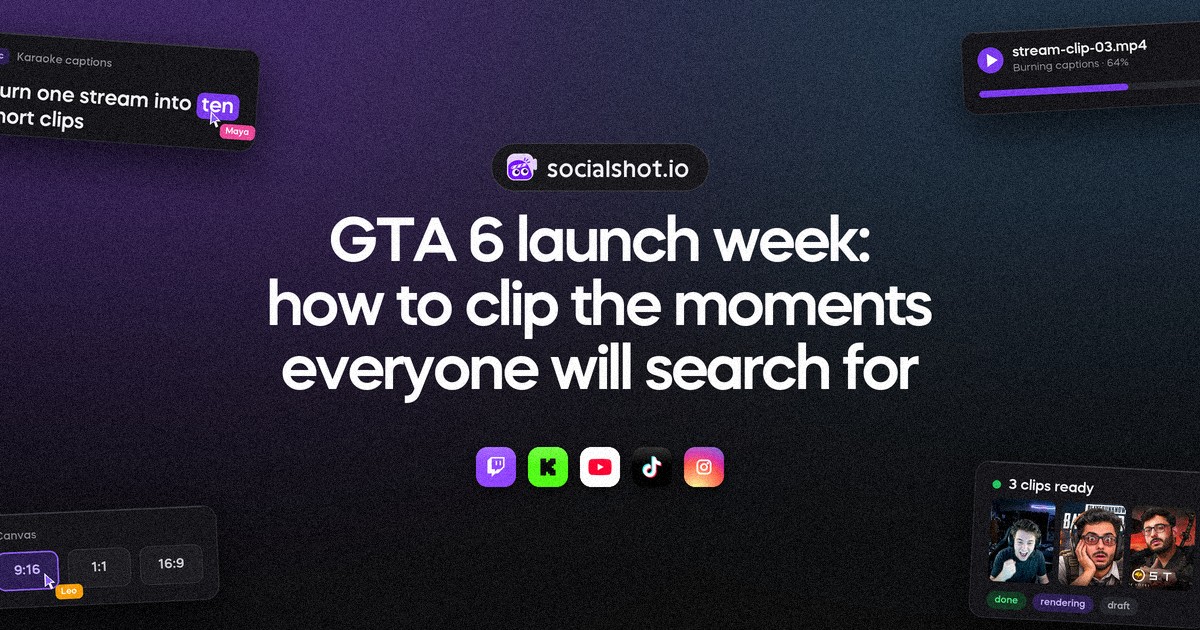 Karaoke captions
urn one stream into ten
hort clips
Maya
stream-clip-03.mp4
Burning captions · 64%
socialshot.io
GTA 6 launch week:
how to clip the moments
everyone will search for
Canvas
9:16
1:1
16:9
Leo
3 clips ready
ST
done
rendering
draft